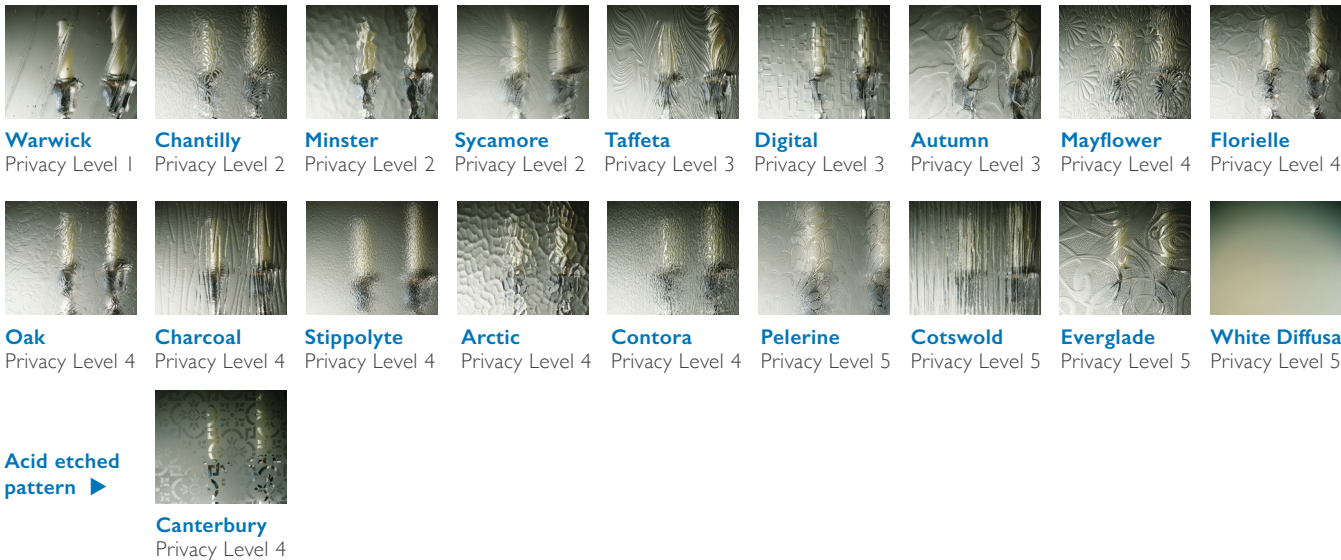 Warwick Chantilly Minster Sycamore Taffeta Digital Autumn Mayflower Florielle
Privacy Level 1 Privacy Level 2 Privacy Level 2 Privacy Level 2 Privacy Level 3 Privacy Level 3 Privacy Level 3 Privacy Level 4 Privacy Level 4
Oak Charcoal Stippolyte Arctic Contora Pelerine Cotswold Everglade White Diffusa
Privacy Level 4 Privacy Level 4 Privacy Level 4 Privacy Level 4 Privacy Level 4 Privacy Level 5 Privacy Level 5 Privacy Level 5 Privacy Level 5
Acid etched
pattern ▶
Canterbury
Privacy Level 4